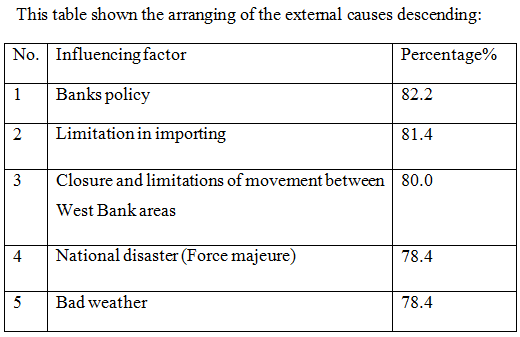 This table shown the arranging of the external causes descending:
No. Influencing factor Percentage%
1 Banks policy 82.2
2 Limitation in importing 81.4
3 Closure and limitations of movement between 80.0
West Bank areas
4 National disaster (Force majeure) 78.4
5 Bad weather 78.4